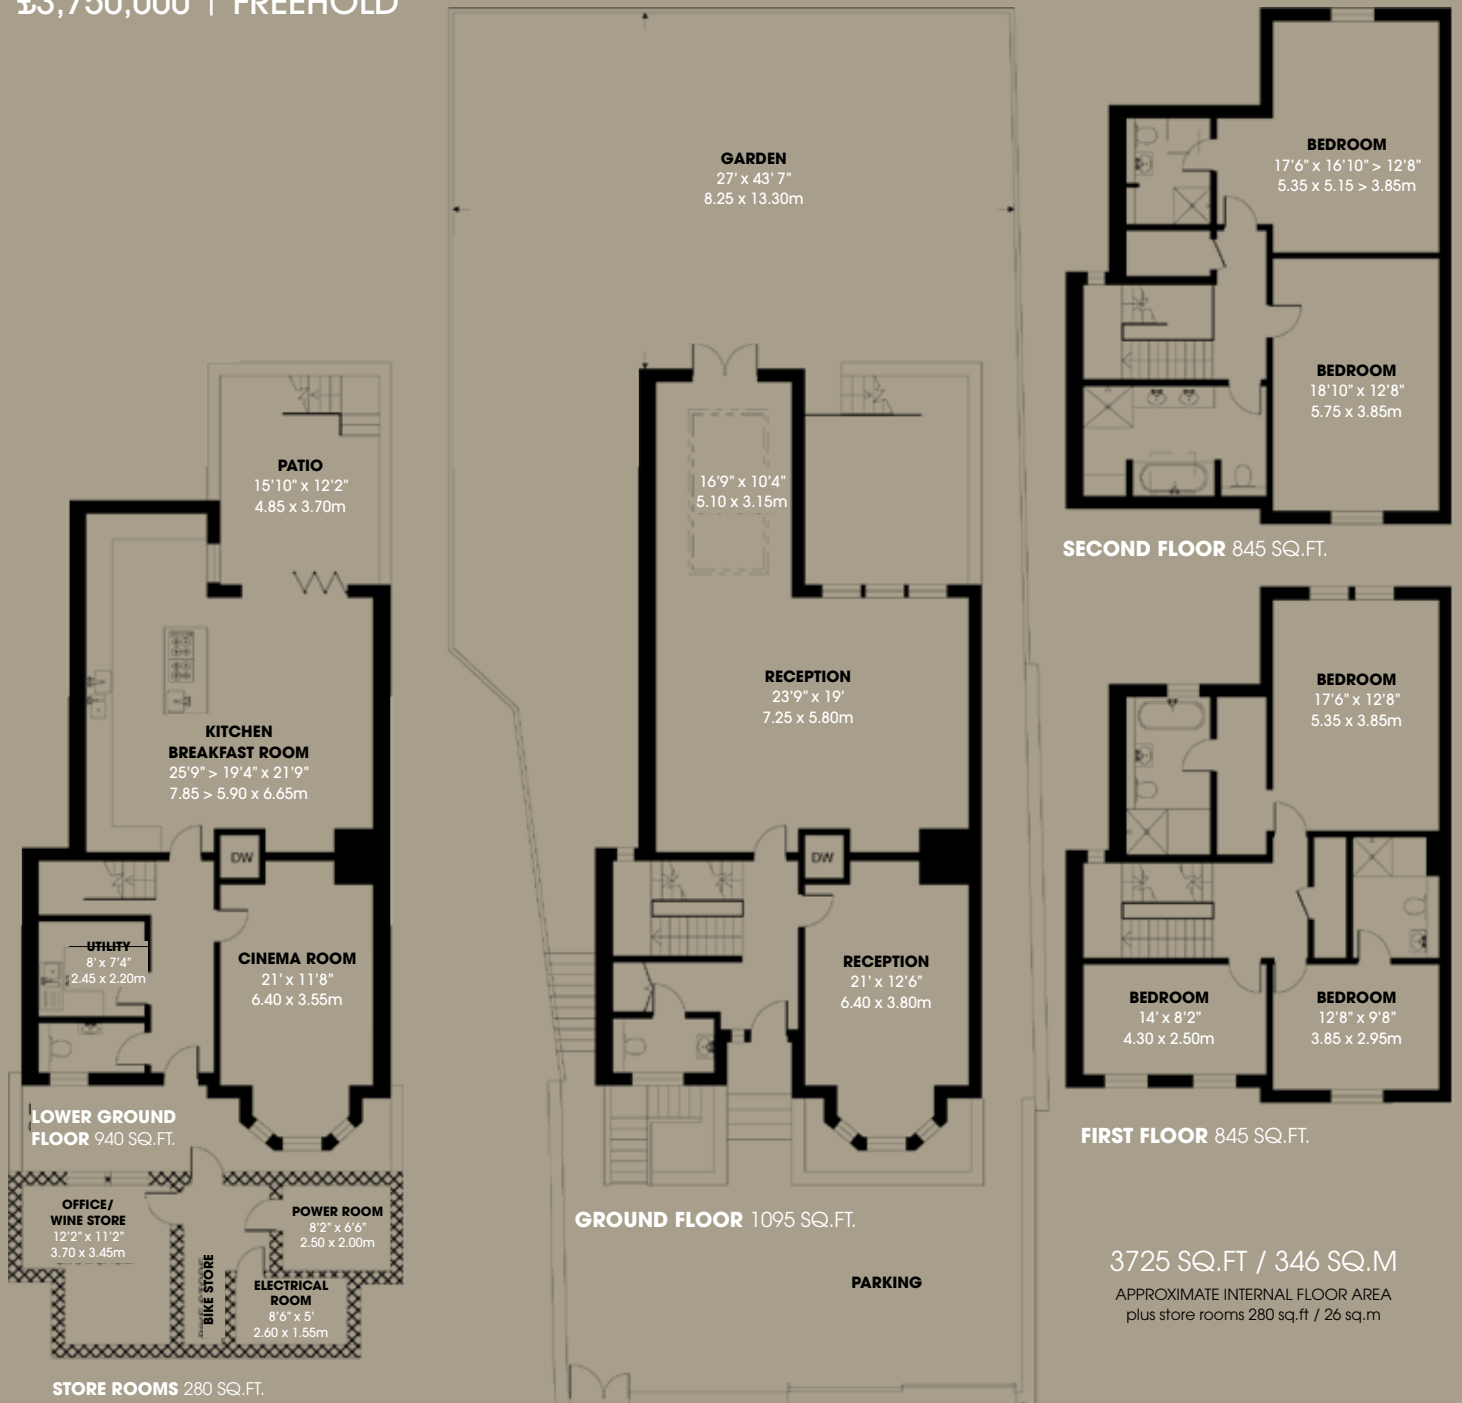 £3,750,000 | FREEHOLD
GARDEN
27' x 43' 7"
8.25 x 13.30m
BEDROOM
17'6" x 16'10" > 12'8"
5.35 x 5.15 > 3.85m
BEDROOM
18'10" x 12'8"
5.75 x 3.85m
SECOND FLOOR 845 SQ.FT.
PATIO
15'10" x 12'2"
4.85 x 3.70m
16'9" x 10'4"
5.10 x 3.15m
KITCHEN
BREAKFAST ROOM
25'9" > 19'4" x 21'9"
7.85 > 5.90 x 6.65m
RECEPTION
23'9" x 19'
7.25 x 5.80m
BEDROOM
17'6" x 12'8"
5.35 x 3.85m
DW
DW
UTILITY
8' x 7'4"
2.45 x 2.20m
CINEMA ROOM
21' x 11'8"
6.40 x 3.55m
RECEPTION
21' x 12'6"
6.40 x 3.80m
BEDROOM
14' x 8'2"
4.30 x 2.50m
BEDROOM
12'8" x 9'8"
3.85 x 2.95m
LOWER GROUND
FLOOR 940 SQ.FT.
FIRST FLOOR 845 SQ.FT.
OFFICE/
WINE STORE
12'2" x 11'2"
3.70 x 3.45m
POWER ROOM
8'2" x 6'6"
2.50 x 2.00m
BIKE STORE
ELECTRICAL
ROOM
8'6" x 5'
2.60 x 1.55m
STORE ROOMS 280 SQ.FT.
GROUND FLOOR 1095 SQ.FT.
PARKING
3725 SQ.FT / 346 SQ.M
APPROXIMATE INTERNAL FLOOR AREA
plus store rooms 280 sq.ft / 26 sq.m